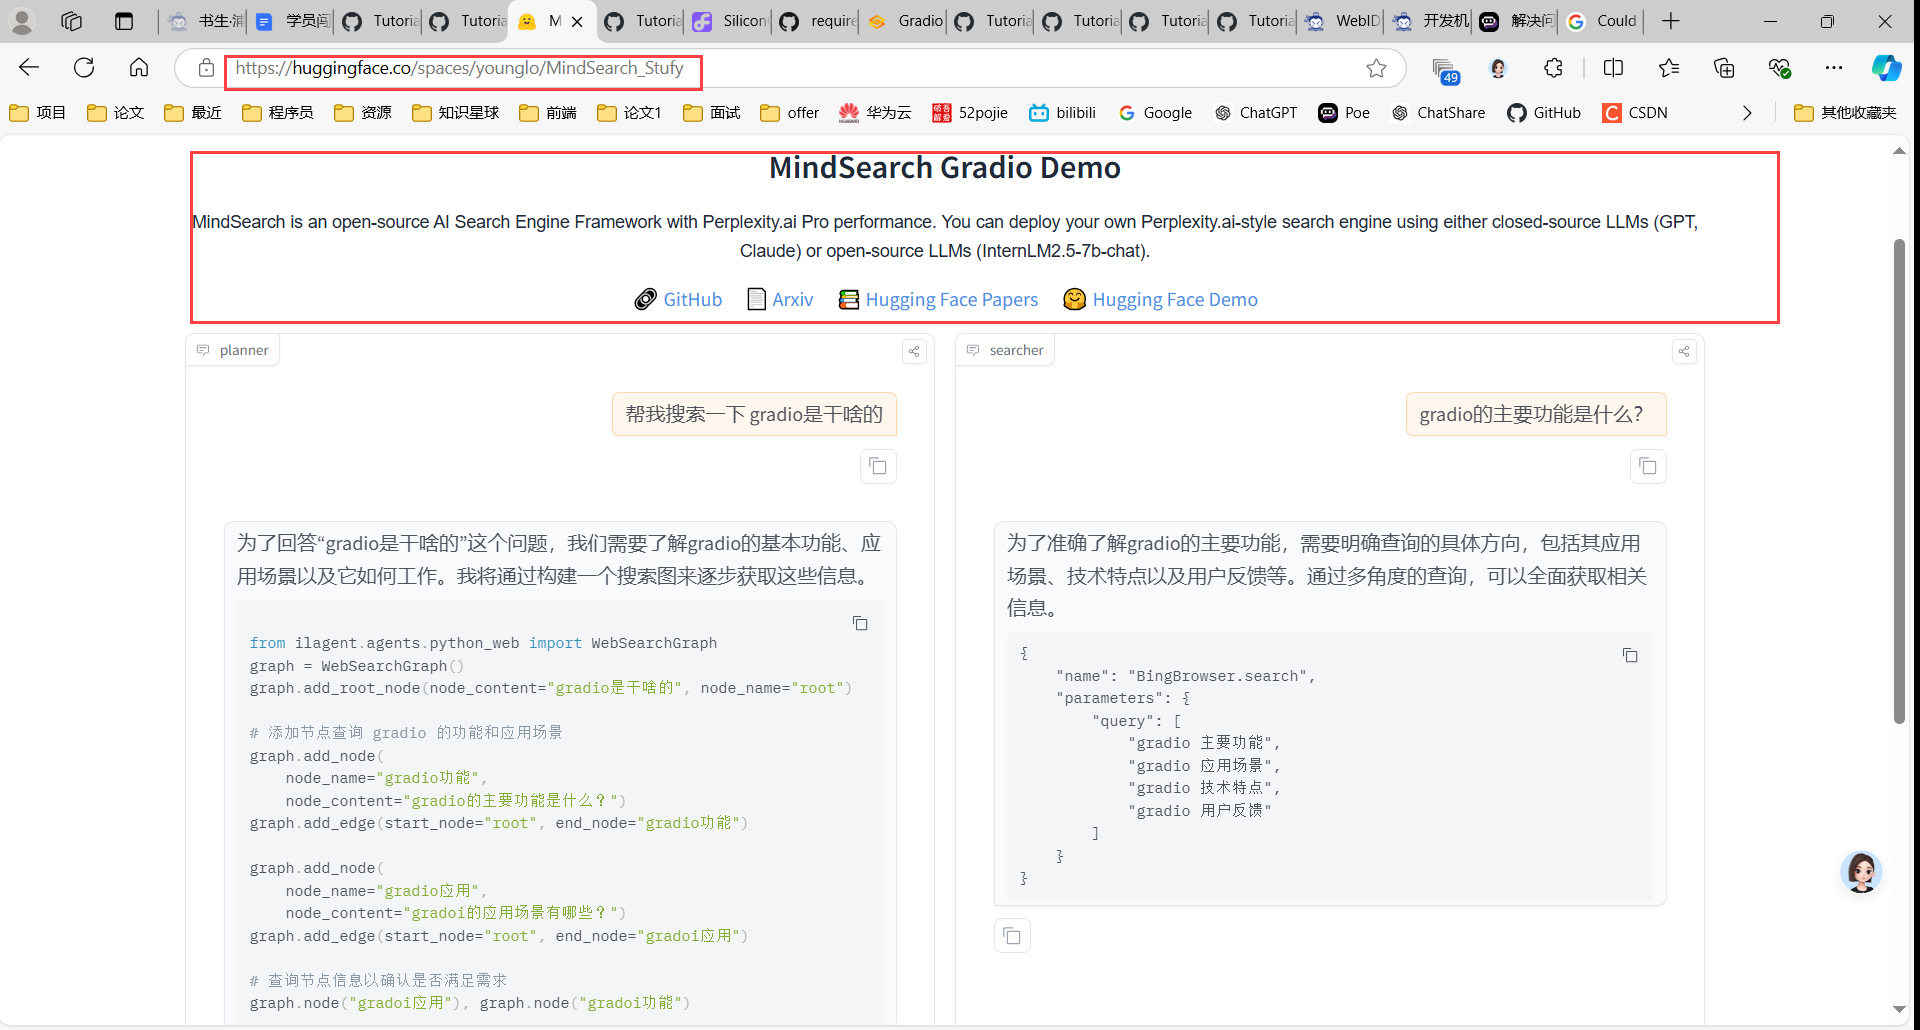 书生·浦
学员问
Tutoria
Tutoria
M
Tutoria
Silicon
require
Gradio
Tutoria
Tutoria
Tutoria
Tutoria
WebID
开发机
解决问
Could
https://huggingface.co/spaces/younglo/MindSearch_Stufy
49
项目
论文
最近
程序员
资源
知识星球
前端
论文1
面试
offer
华为云
52pojie
bilibili
Google
ChatGPT
Poe
ChatShare
GitHub
CSDN
其他收藏夹
MindSearch Gradio Demo
MindSearch is an open-source AI Search Engine Framework with Perplexity.ai Pro performance. You can deploy your own Perplexity.ai-style search engine using either closed-source LLMs (GPT,
Claude) or open-source LLMs (InternLM2.5-7b-chat).
GitHub Arxiv Hugging Face Papers Hugging Face Demo
planner
帮我搜索一下 gradio是干啥的
为了回答“gradio是干啥的”这个问题，我们需要了解gradio的基本功能、应
用场景以及它如何工作。我将通过构建一个搜索图来逐步获取这些信息。
from ilagent.agents.python_web import WebSearchGraph
graph = WebSearchGraph()
graph.add_root_node(node_content="gradio是干啥的", node_name="root")
# 添加节点查询 gradio 的功能和应用场景
graph.add_node(
node_name="gradio功能",
node_content="gradio的主要功能是什么？")
graph.add_edge(start_node="root", end_node="gradio功能")
graph.add_node(
node_name="gradio应用",
node_content="gradoi的应用场景有哪些？")
graph.add_edge(start_node="root", end_node="gradoi应用")
# 查询节点信息以确认是否满足需求
graph.node("gradoi应用"), graph.node("gradoi功能")
searcher
gradio的主要功能是什么？
为了准确了解gradio的主要功能，需要明确查询的具体方向，包括其应用
场景、技术特点以及用户反馈等。通过多角度的查询，可以全面获取相关
信息。
{
"name": "BingBrowser.search",
"parameters": {
"query": [
"gradio 主要功能",
"gradio 应用场景",
"gradio 技术特点",
"gradio 用户反馈"
]
}
}